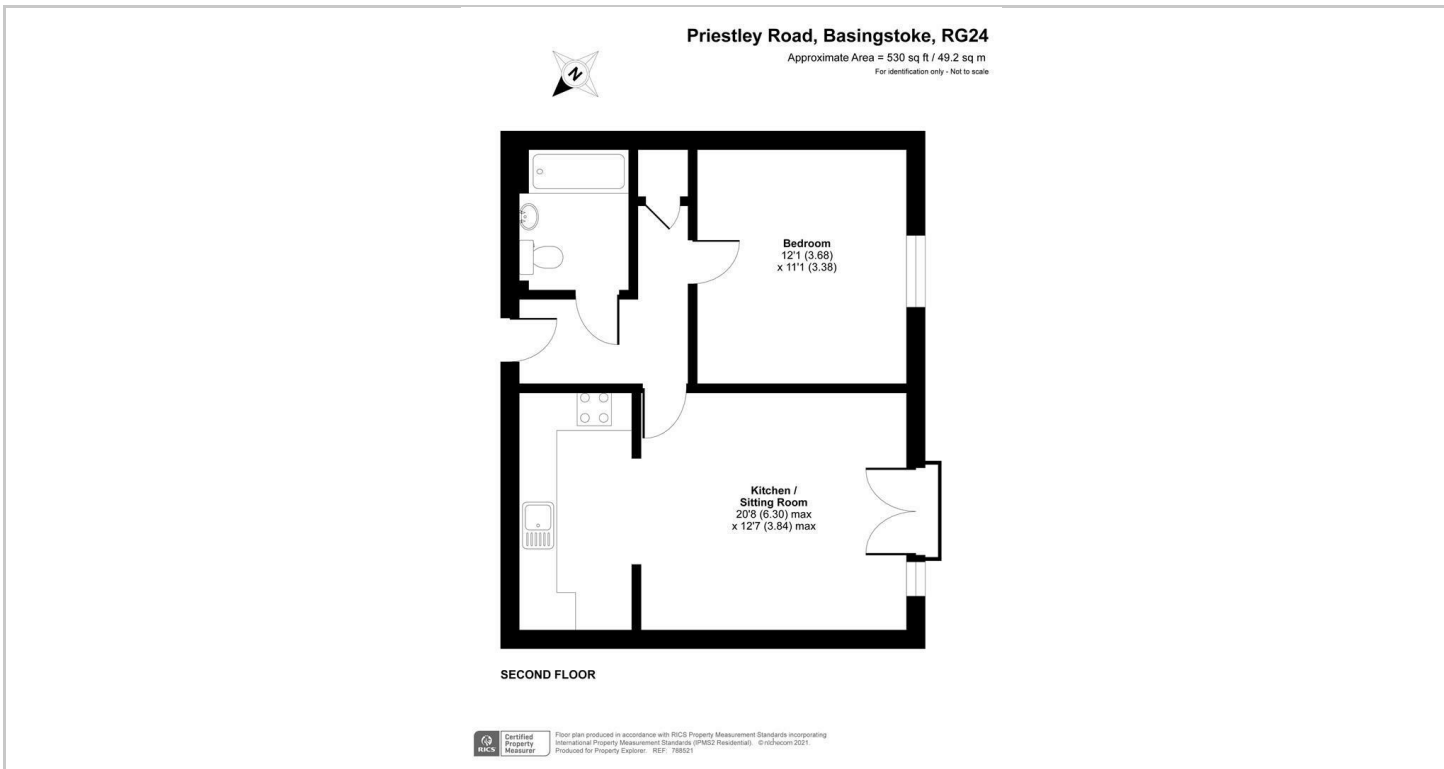 Priestley Road, Basingstoke, RG24
Approximate Area = 530 sq ft / 49.2 sq m
For identification only - Not to scale
N
Bedroom
12'1 (3.68)
x 11'1 (3.38)
Kitchen /
Sitting Room
20'8 (6.30) max
x 12'7 (3.84) max
SECOND FLOOR
RICS
Certified
Property
Measurer
Floor plan produced in accordance with RICS Property Measurement Standards incorporating
International Property Measurement Standards (IPMS2 Residential). © nichecom 2021.
Produced for Property Explorer. REF: 788521